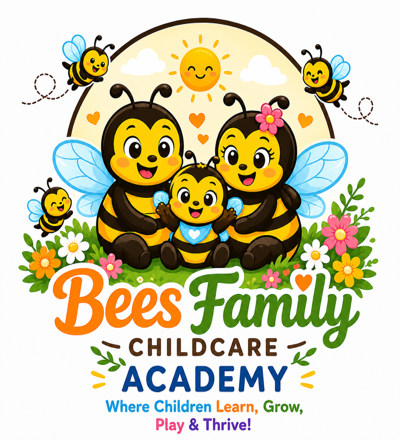 Bees Family
CHILDCARE
ACADEMY
Where Children Learn, Grow,
Play & Thrive!